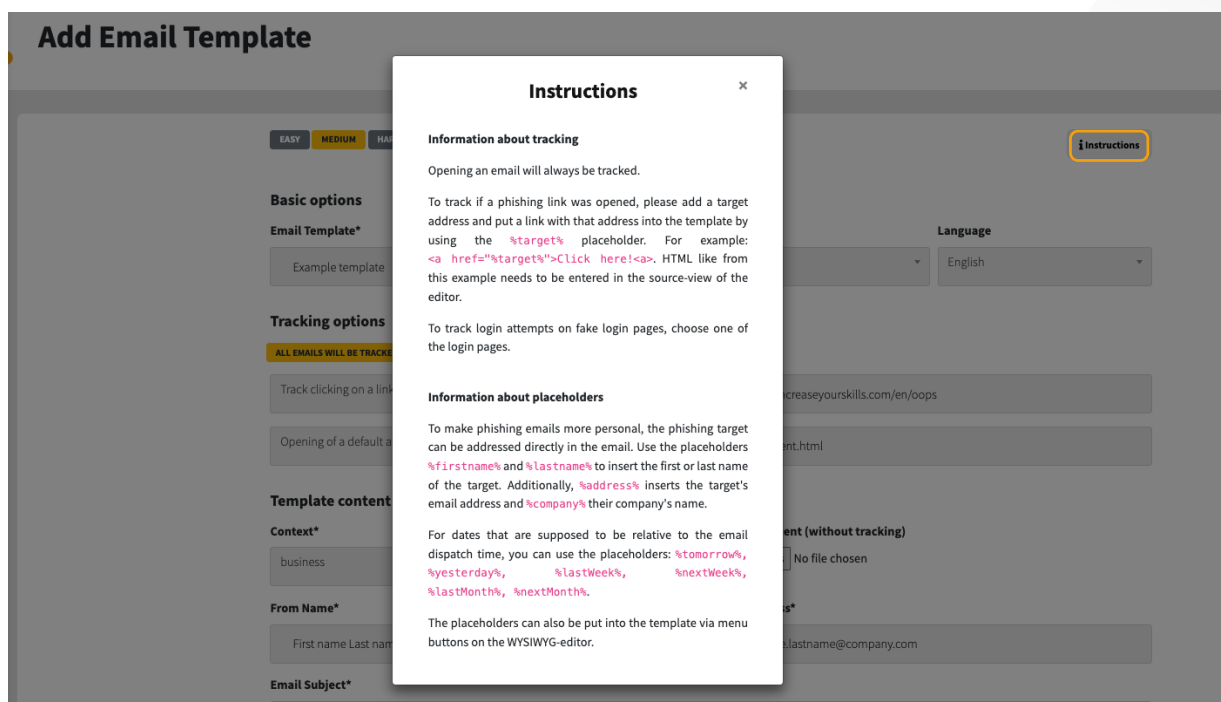 Add Email Template
Instructions
×
EASY MEDIUM
Information about tracking
Instructions
Opening an email will always be tracked.
Basic options
To track if a phishing link was opened, please add a target
address and put a link with that address into the template by
using the %target% placeholder. For example:
<a href="%target%">Click here!<a>. HTML like from
this example needs to be entered in the source-view of the
editor.
To track login attempts on fake login pages, choose one of
the login pages.
Information about placeholders
To make phishing emails more personal, the phishing target
can be addressed directly in the email. Use the placeholders
%firstname% and %lastname% to insert the first or last name
of the target. Additionally, %address% inserts the target's
email address and %company% their company's name.
For dates that are supposed to be relative to the email
dispatch time, you can use the placeholders: %tomorrow%,
%yesterday%, %lastWeek%, %nextWeek%,
%lastMonth%, %nextMonth%.
The placeholders can also be put into the template via menu
buttons on the WYSIWYG-editor.
Email Template*
Language
Example template
English
Tracking options
ALL EMAILS WILL BE TRACKE
Track clicking on a link
creaseyourskills.com/en/oops
Opening of a default a
ent.html
Template content
Context*
ent (without tracking)
business
No file chosen
From Name*
s*
First name Last nam
e.lastname@company.com
Email Subject*